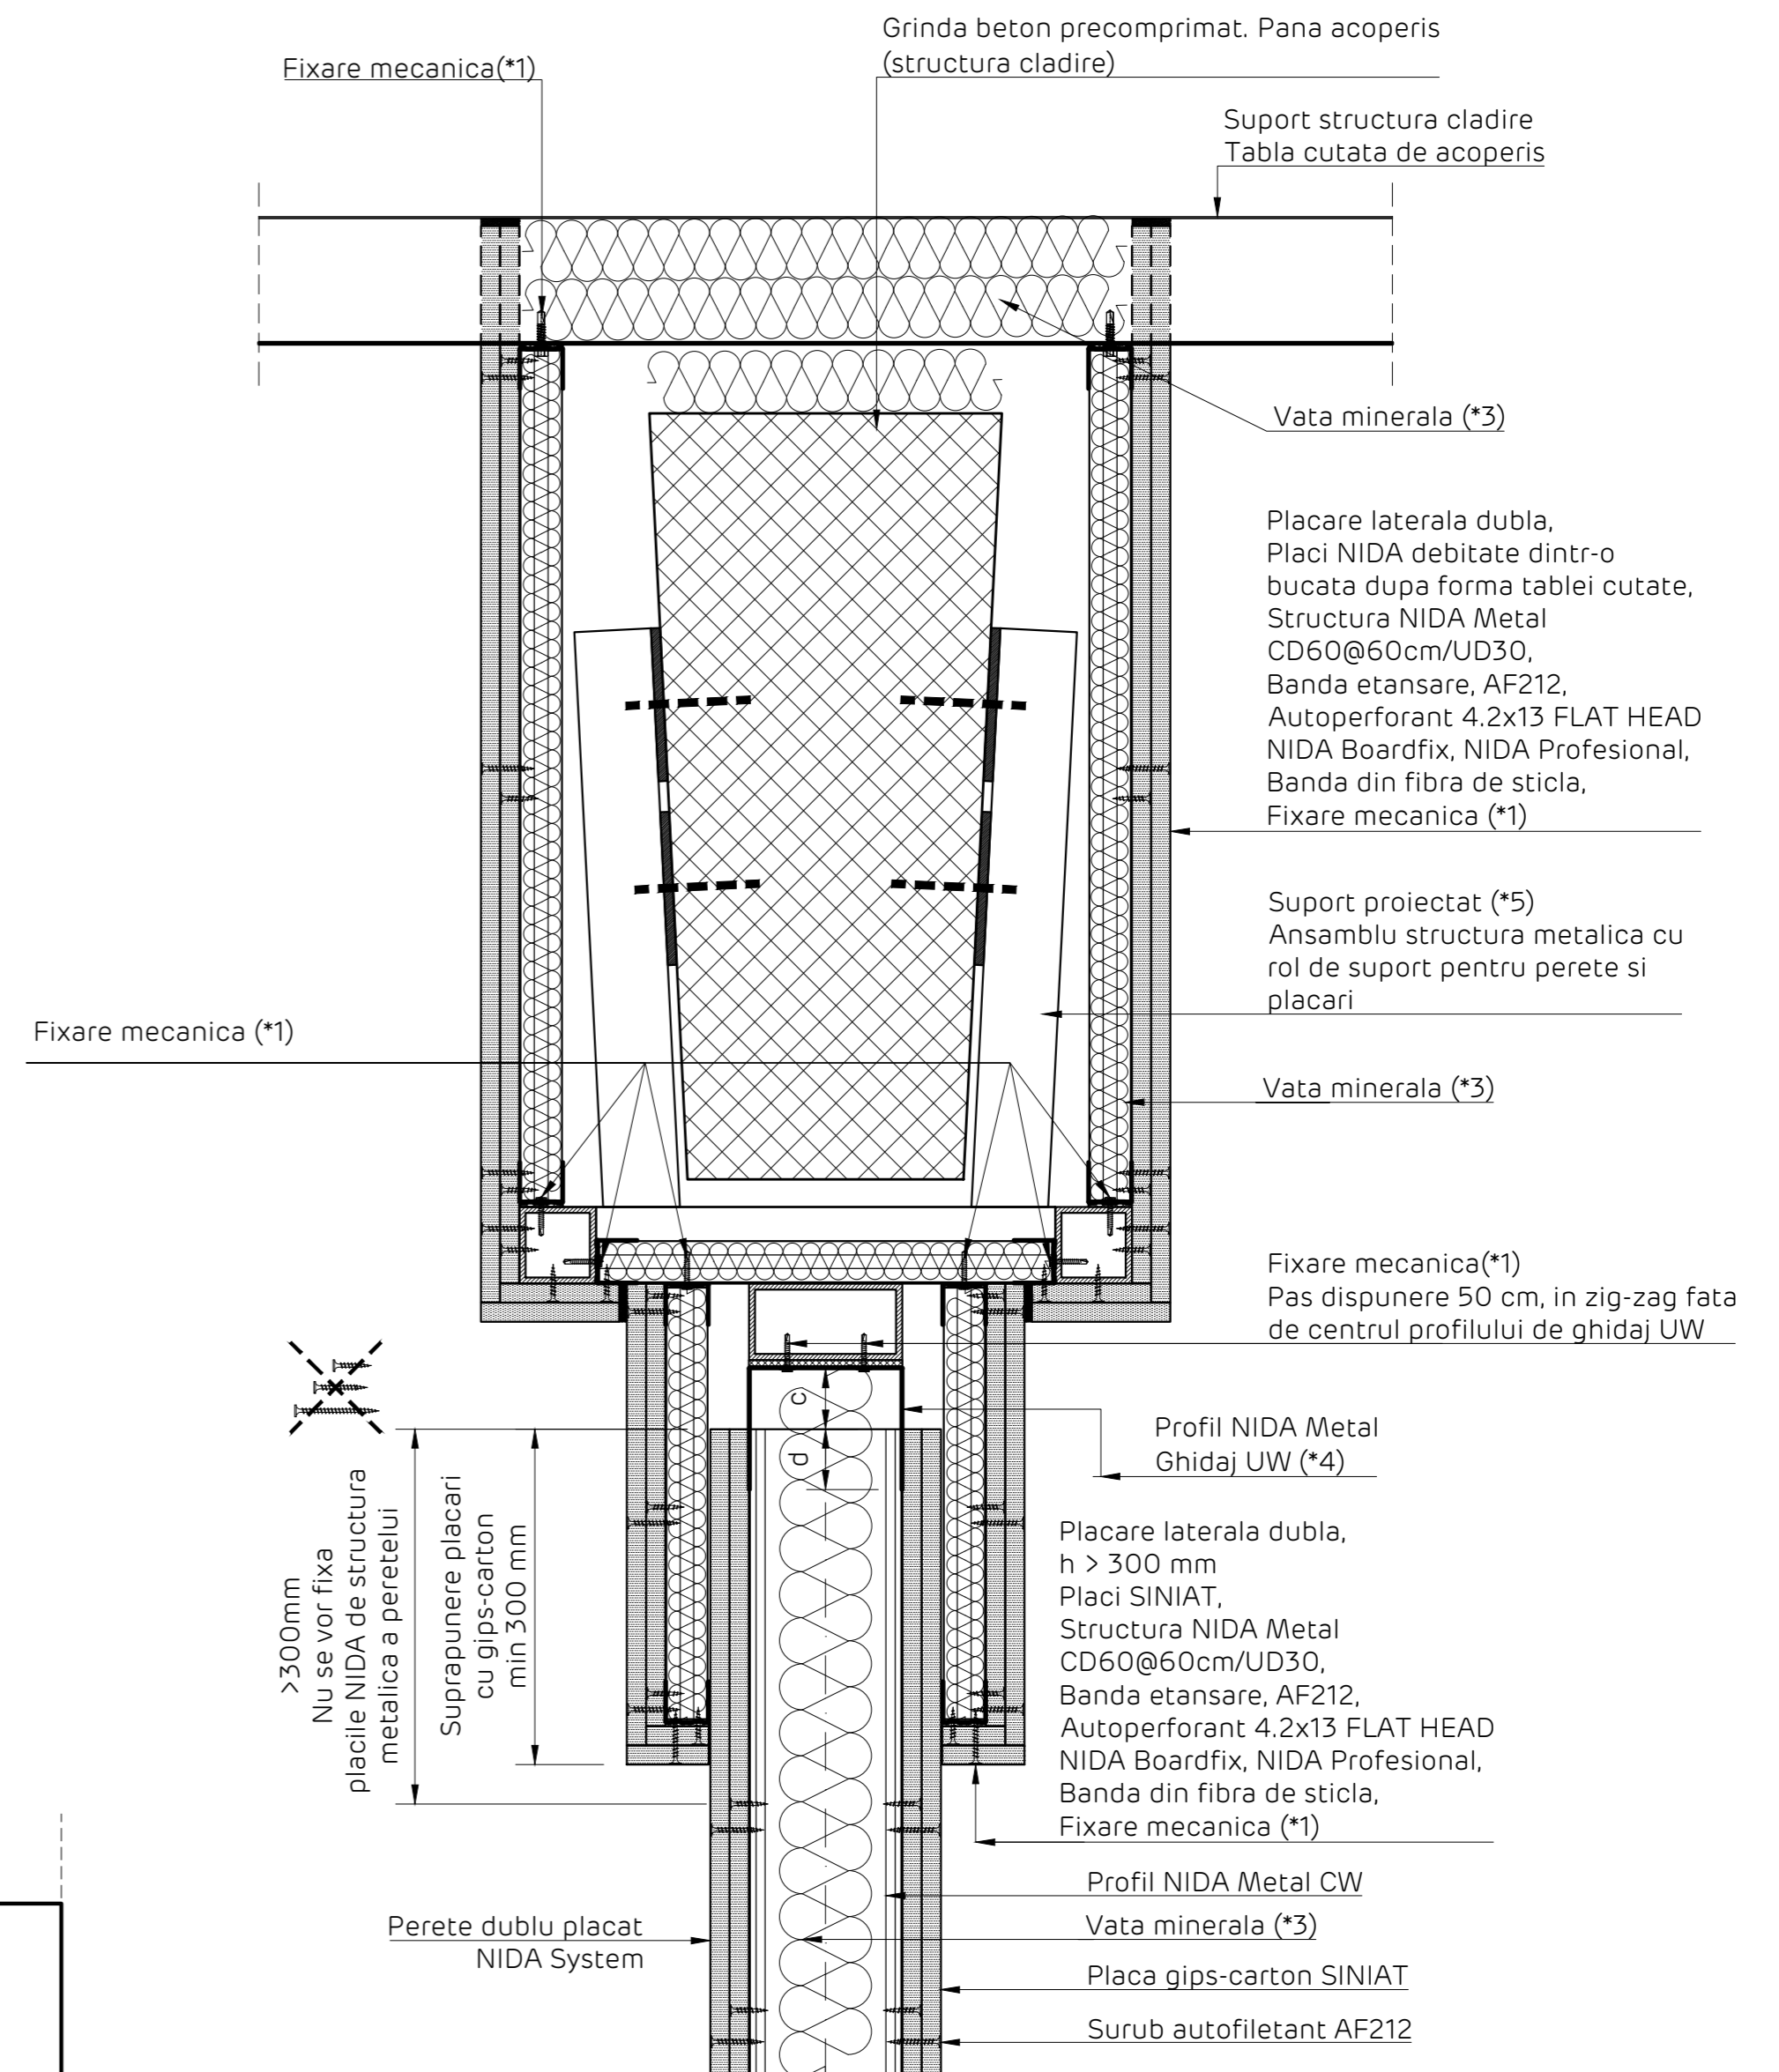 Grinda beton precomprimat. Pana acoperis
(structura cladire)
Fixare mecanica(*1)
Suport structura cladire
Tabla cutata de acoperis
Vata minerala (*3)
Placare laterala dubla,
Placi NIDA debitate dintr-o
bucata dupa forma tablei cutate,
Structura NIDA Metal
CD60@60cm/UD30,
Banda etansare, AF212,
Autoperforant 4.2x13 FLAT HEAD
NIDA Boardfix, NIDA Profesional,
Banda din fibra de sticla,
Fixare mecanica (*1)
Suport proiectat (*5)
Ansamblu structura metalica cu
rol de suport pentru perete si
placari
Fixare mecanica (*1)
Vata minerala (*3)
Fixare mecanica(*1)
Pas dispunere 50 cm, in zig-zag fata
de centrul profilului de ghidaj UW
c
d
Profil NIDA Metal
Ghidaj UW (*4)
>300mm
Nu se vor fixa
placile NIDA de structura
metalica a peretelui
Suprapunere placari
cu gips-carton
min 300 mm
Placare laterala dubla,
h > 300 mm
Placi SINIAT,
Structura NIDA Metal
CD60@60cm/UD30,
Banda etansare, AF212,
Autoperforant 4.2x13 FLAT HEAD
NIDA Boardfix, NIDA Profesional,
Banda din fibra de sticla,
Fixare mecanica (*1)
Profil NIDA Metal CW
Perete dublu placat
NIDA System
Vata minerala (*3)
Placa gips-carton SINIAT
Surub autofiletant AF212